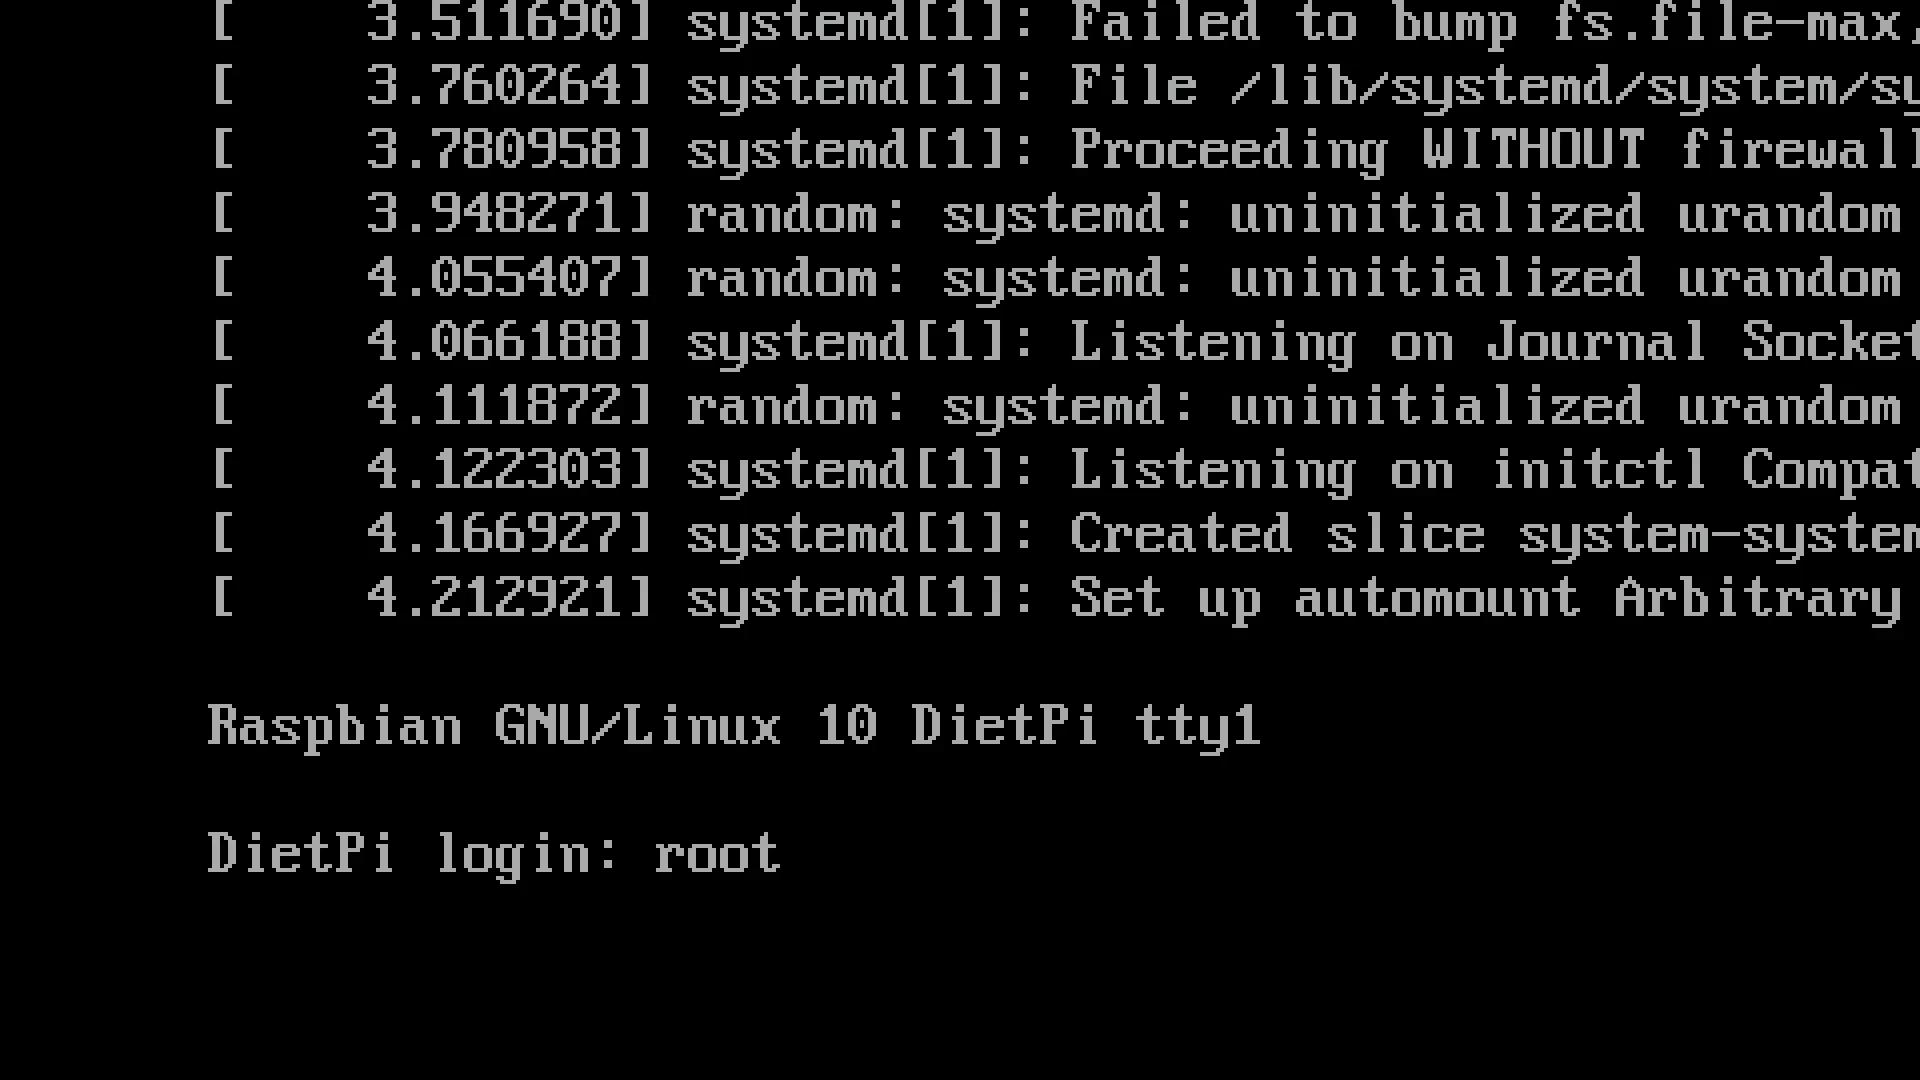 [    3.511690] systemd[1]: Failed to bump fs.file-max,
[    3.760264] systemd[1]: File /lib/systemd/system/sy
[    3.780958] systemd[1]: Proceeding WITHOUT firewall
[    3.948271] random: systemd: uninitialized urandom
[    4.055407] random: systemd: uninitialized urandom
[    4.066188] systemd[1]: Listening on Journal Socket
[    4.111872] random: systemd: uninitialized urandom
[    4.122303] systemd[1]: Listening on initctl Compat
[    4.166927] systemd[1]: Created slice system-system
[    4.212921] systemd[1]: Set up automount Arbitrary
Raspbian GNU/Linux 10 DietPi tty1
DietPi login: root